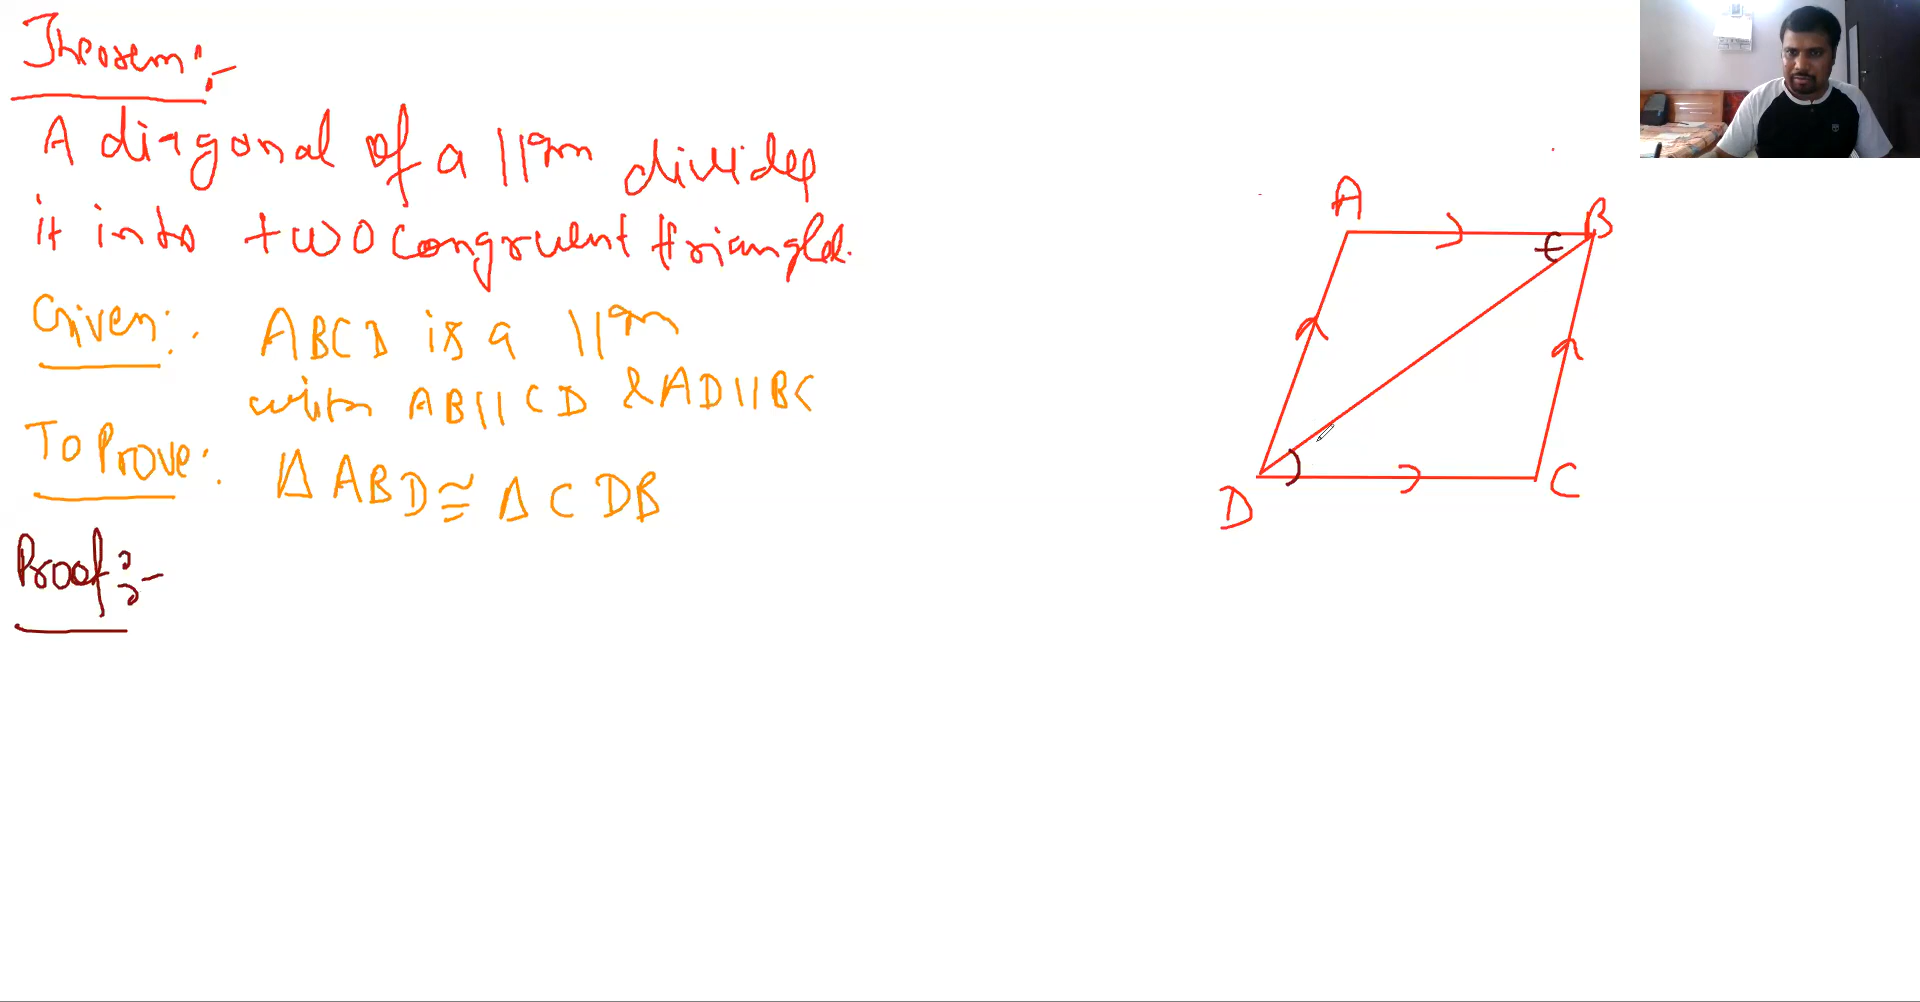 Theorem:-
A diagonal of a ||gm divides
it into two congruent triangles.
Given:- ABCD is a ||gm
with AB||CD & AD||BC
To Prove: Δ ABD ≅ Δ CDB
Proof:-
A
B
D
C